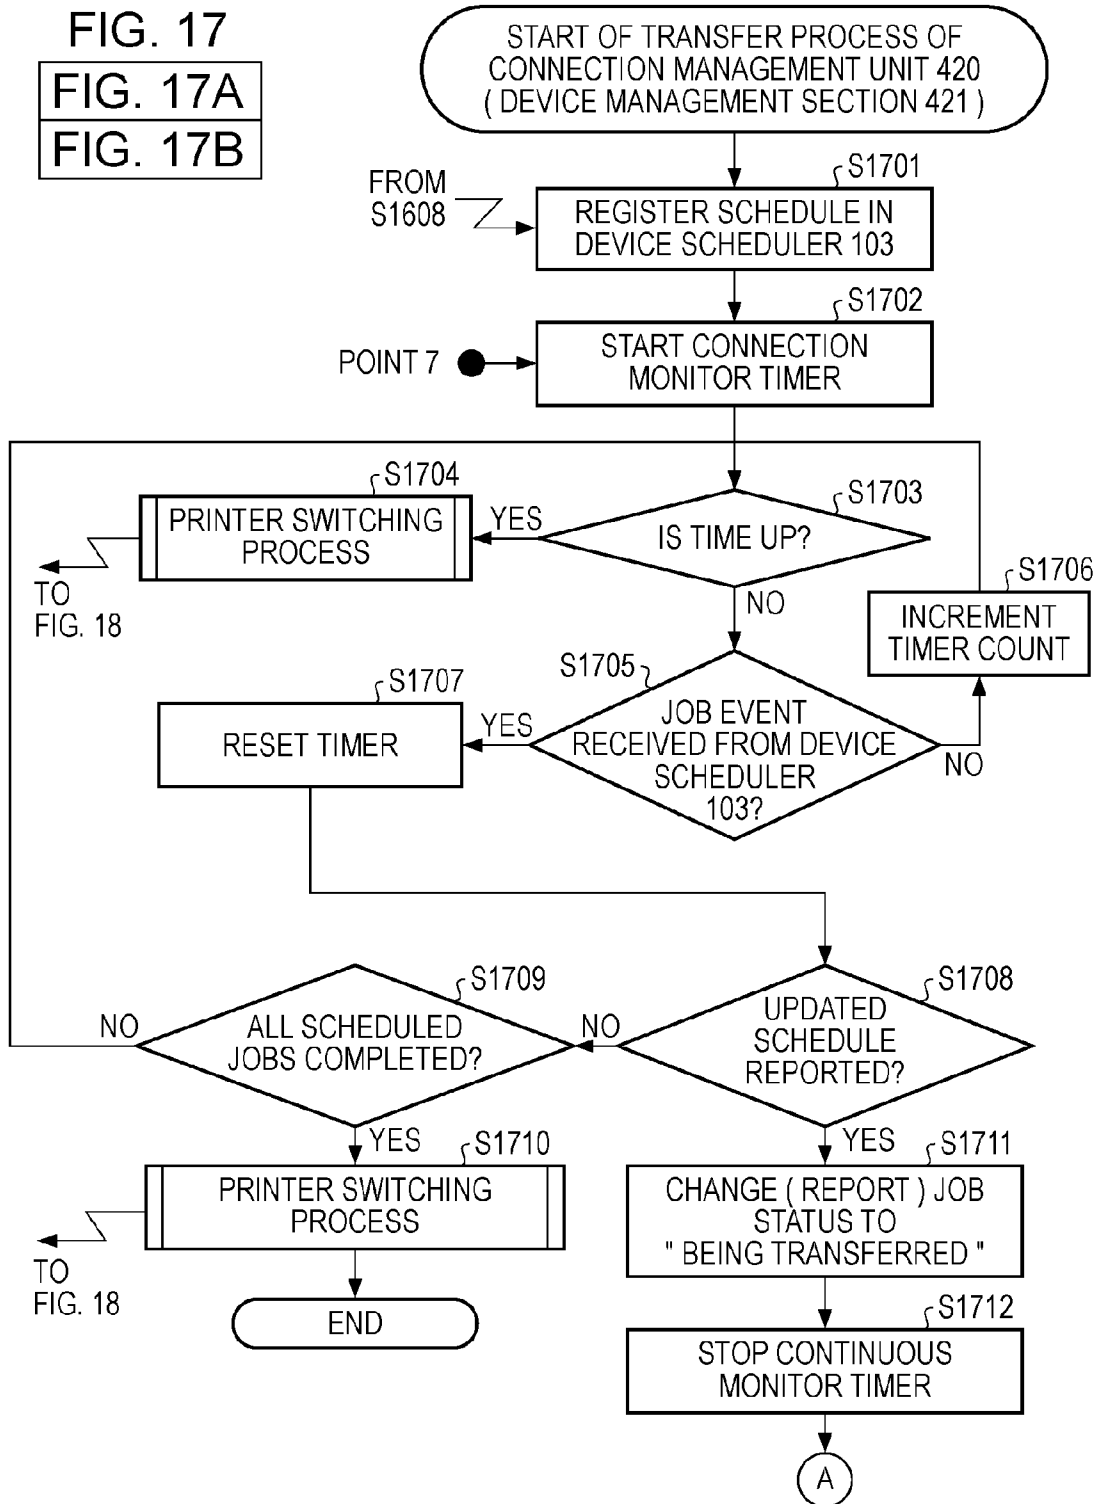 FIG. 17
FIG. 17A
FIG. 17B
START OF TRANSFER PROCESS OF
CONNECTION MANAGEMENT UNIT 420
( DEVICE MANAGEMENT SECTION 421 )
S1701
FROM
S1608
REGISTER SCHEDULE IN
DEVICE SCHEDULER 103
S1702
POINT 7
START CONNECTION
MONITOR TIMER
S1704
PRINTER SWITCHING
PROCESS
YES
S1703
IS TIME UP?
TO
FIG. 18
NO
S1706
INCREMENT
TIMER COUNT
S1707
RESET TIMER
YES
S1705
JOB EVENT
RECEIVED FROM DEVICE
SCHEDULER
103?
NO
S1709
NO
ALL SCHEDULED
JOBS COMPLETED?
NO
S1708
UPDATED
SCHEDULE
REPORTED?
YES
S1710
PRINTER SWITCHING
PROCESS
TO
FIG. 18
END
YES
S1711
CHANGE ( REPORT ) JOB
STATUS TO
" BEING TRANSFERRED "
S1712
STOP CONTINUOUS
MONITOR TIMER
A